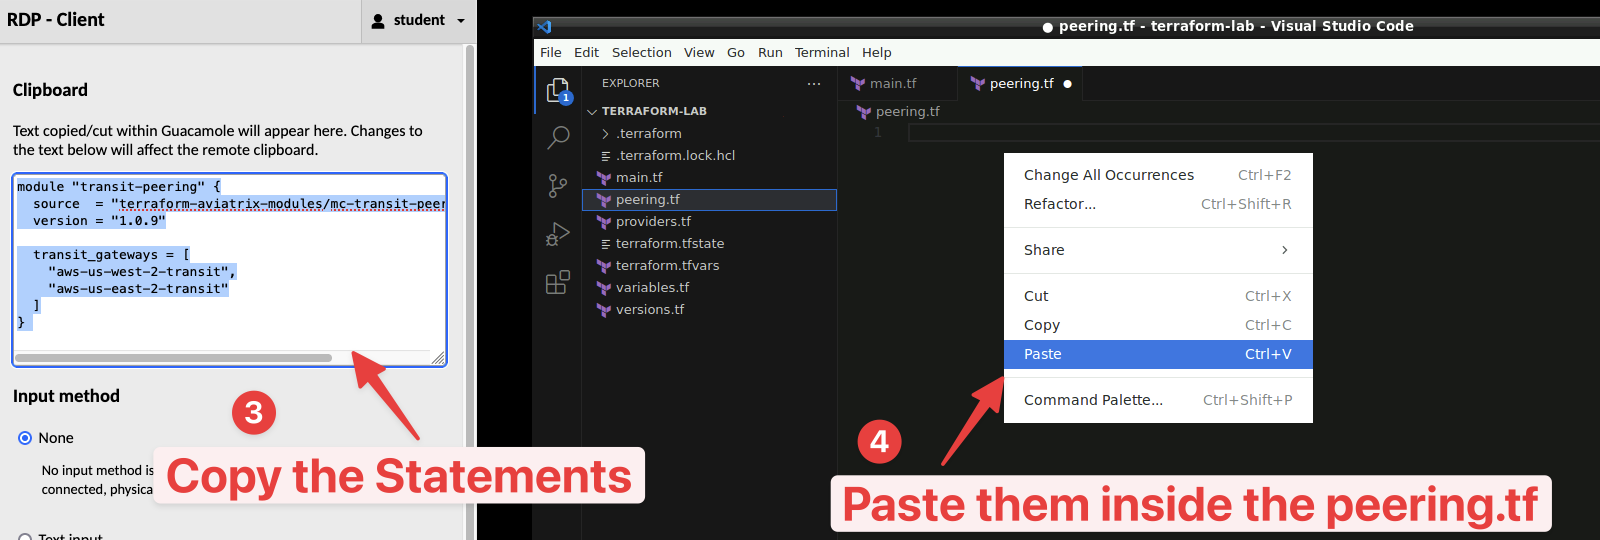 RDP - Client
student
Clipboard
Text copied/cut within Guacamole will appear here. Changes to
the text below will affect the remote clipboard.
module "transit-peering" {
source = "terraform-aviatrix-modules/mc-transit-peer
version = "1.0.9"
transit_gateways = [
"aws-us-west-2-transit",
"aws-us-east-2-transit"
]
}
Input method
None
No input method is
connected, physica
Text input
3
Copy the Statements
● peering.tf - terraform-lab - Visual Studio Code
File Edit Selection View Go Run Terminal Help
1
EXPLORER ...
TERRAFORM-LAB
.terraform
.terraform.lock.hcl
main.tf
peering.tf
providers.tf
terraform.tfstate
terraform.tfvars
variables.tf
versions.tf
main.tf
peering.tf ●
peering.tf
1
Change All Occurrences Ctrl+F2
Refactor... Ctrl+Shift+R
Share >
Cut Ctrl+X
Copy Ctrl+C
Paste Ctrl+V
Command Palette... Ctrl+Shift+P
4
Paste them inside the peering.tf